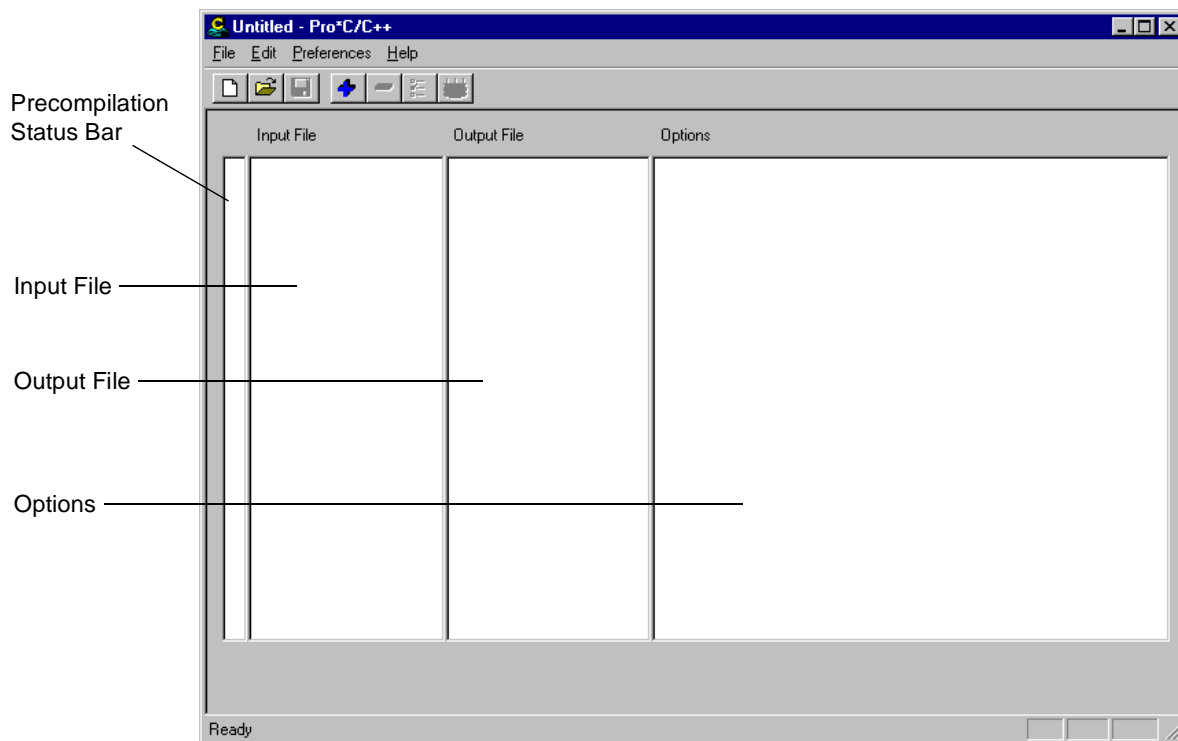 Untitled - Pro*C/C++
File Edit Preferences Help
Precompilation
Status Bar
Input File Output File Options
Input File
Output File
Options
Ready